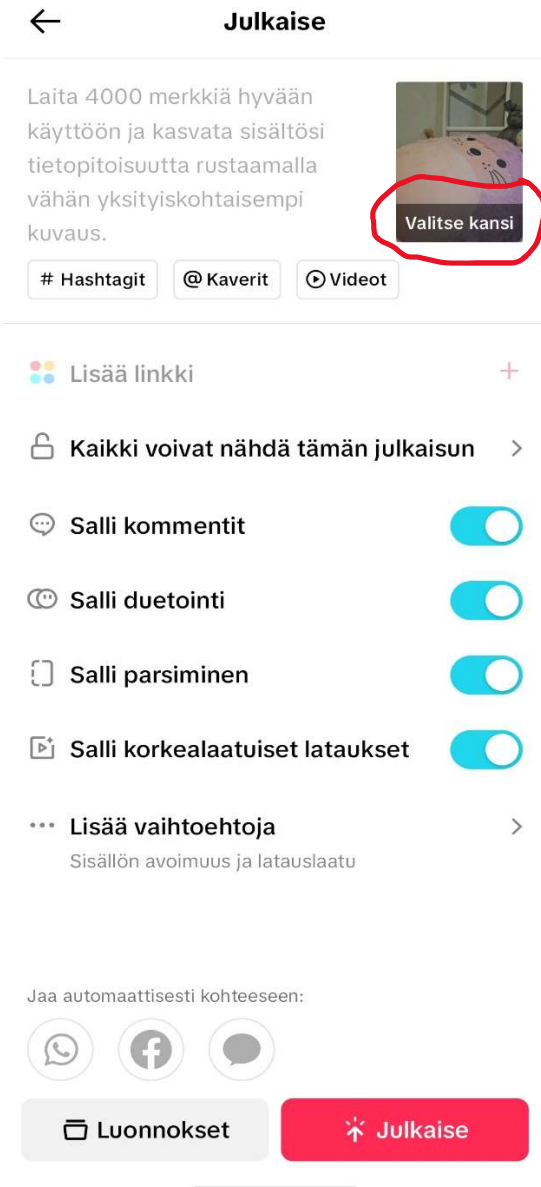 Julkaise
Laita 4000 merkkiä hyvään
käyttöön ja kasvata sisältösi
tietopitoisuutta rustaamalla
vähän yksityiskohtaisempi
kuvaus.
Valitse kansi
# Hashtagit @ Kaverit Videot
Lisää linkki
Kaikki voivat nähdä tämän julkaisun
Salli kommentit
Salli duetointi
Salli parsiminen
Salli korkealaatuiset lataukset
Lisää vaihtoehtoja
Sisällön avoimuus ja latauslaatu
Jaa automaattisesti kohteeseen:
Luonnokset Julkaise